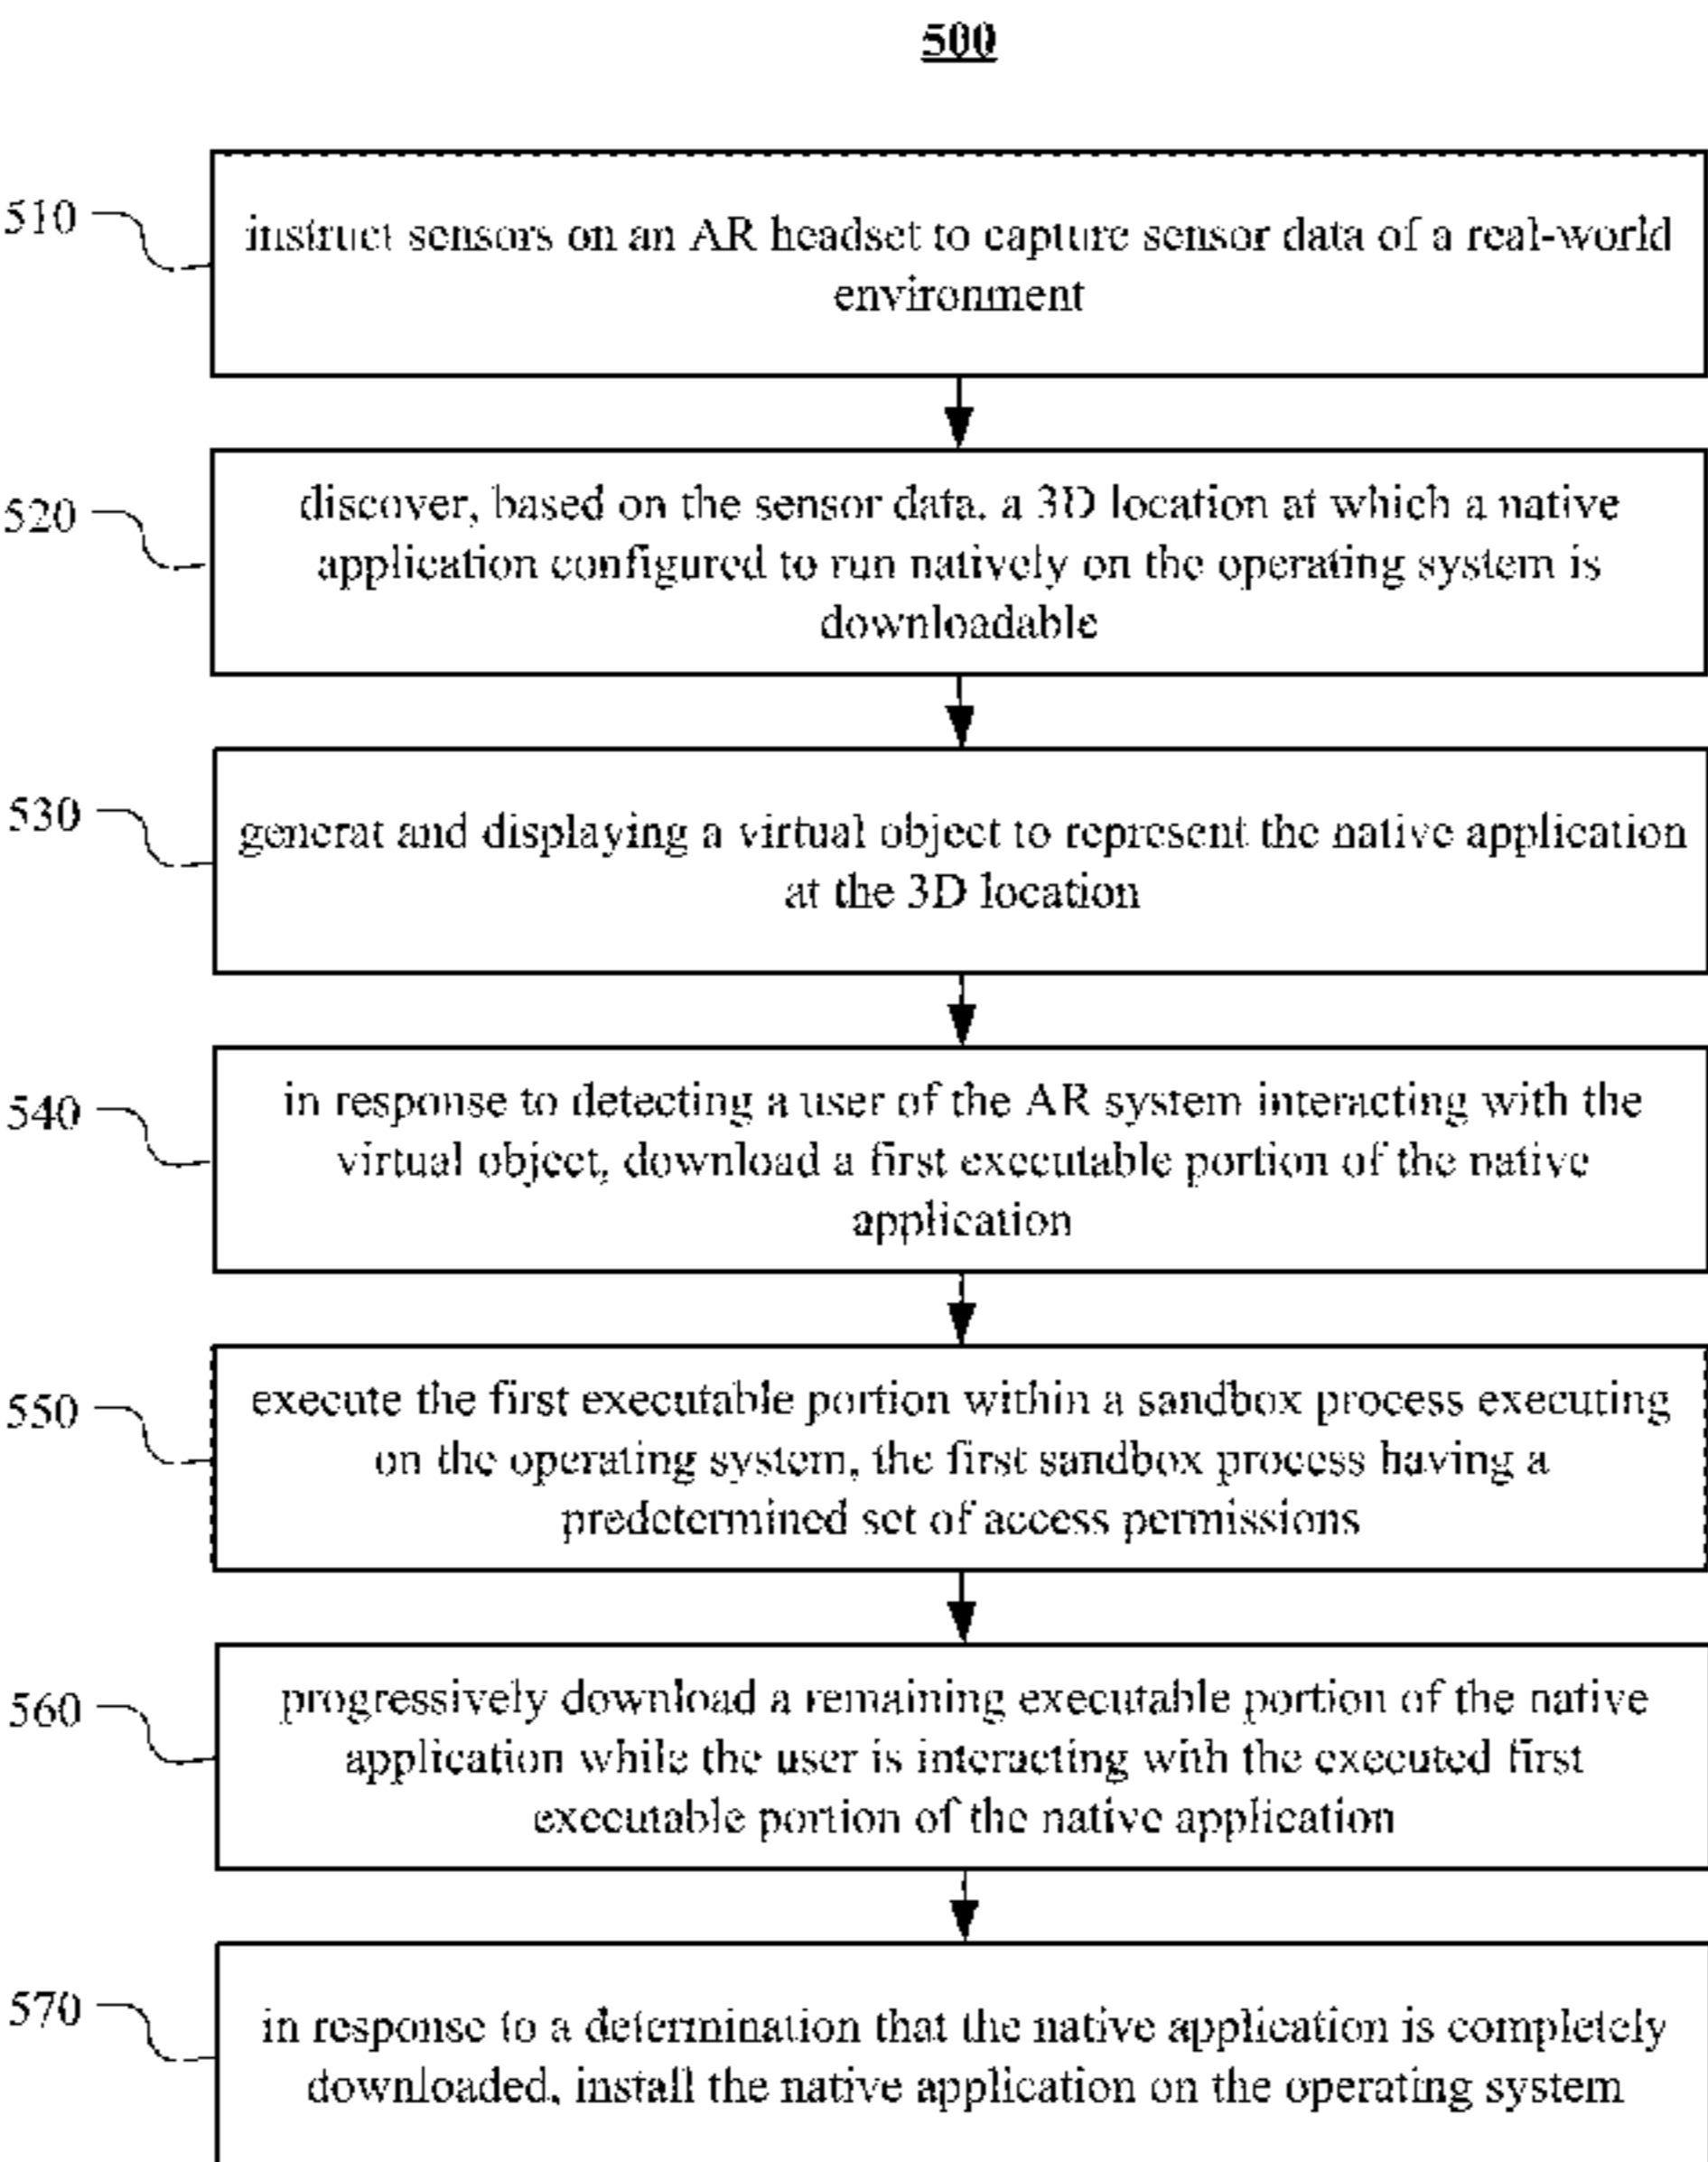 500
510
instruct sensors on an AR headset to capture sensor data of a real-world
environment
520
discover, based on the sensor data, a 3D location at which a native
application configured to run natively on the operating system is
downloadable
530
generat and displaying a virtual object to represent the native application
at the 3D location
540
in response to detecting a user of the AR system interacting with the
virtual object, download a first executable portion of the native
application
550
execute the first executable portion within a sandbox process executing
on the operating system, the first sandbox process having a
predetermined set of access permissions
560
progressively download a remaining executable portion of the native
application while the user is interacting with the executed first
executable portion of the native application
570
in response to a determination that the native application is completely
downloaded, install the native application on the operating system